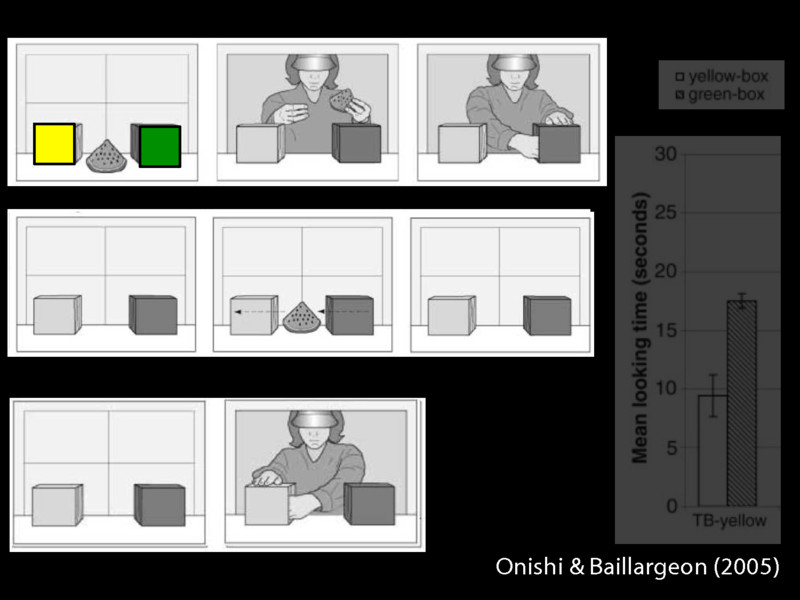 yellow-box
green-box
30
25
20
15
10
5
0
Mean looking time (seconds)
TB-yellow
Onishi & Baillargeon (2005)